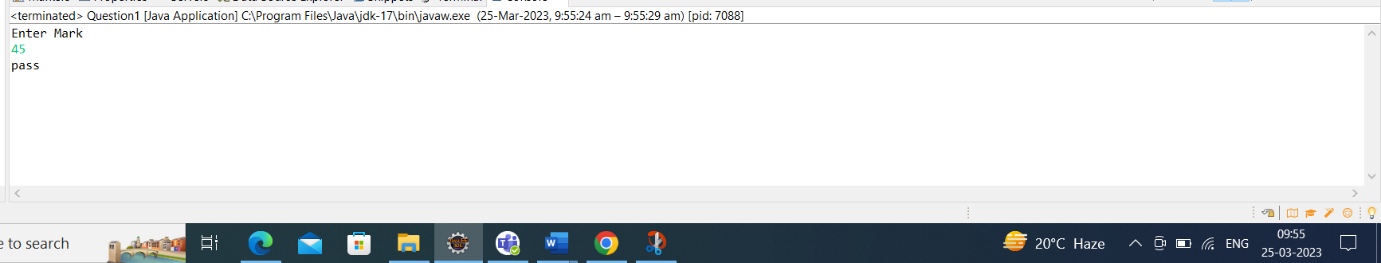 Console
<terminated> Question1 [Java Application] C:\Program Files\Java\jdk-17\bin\javaw.exe (25-Mar-2023, 9:55:24 am – 9:55:29 am) [pid: 7088]
Enter Mark
45
pass
e to search
20°C Haze
ENG
09:55
25-03-2023